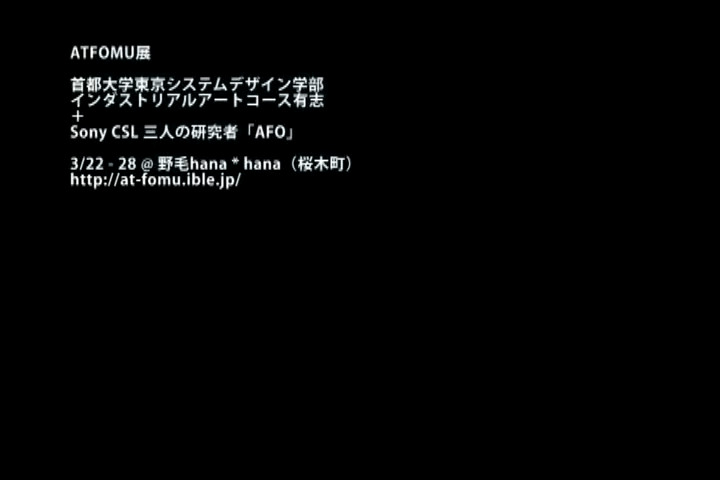 ATFOMU展
首都大学東京システムデザイン学部
インダストリアルアートコース有志
＋
Sony CSL 三人の研究者「AFO」
3/22 - 28 @ 野毛hana * hana（桜木町）
http://at-fomu.ible.jp/